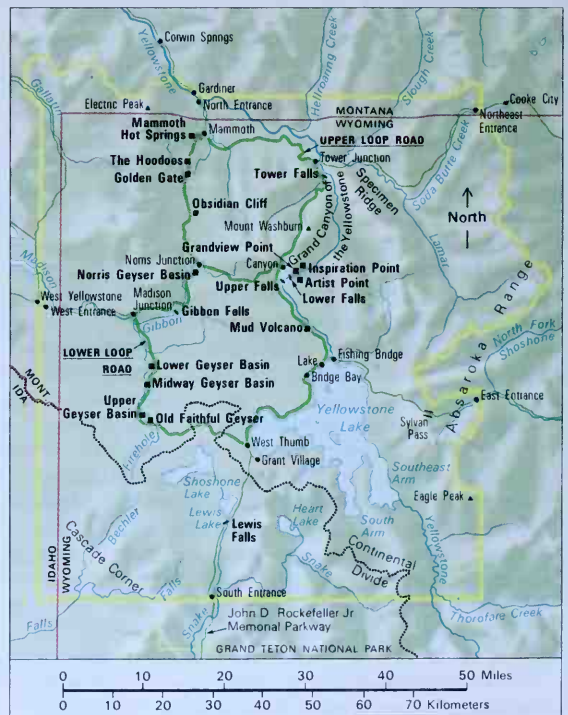 Corwin Springs
Yellowstone
Gallatin
Hellroaring Creek
Slough Creek
Gardiner
North Entrance
Electric Peak
Cooke City
Northeast
Entrance
MONTANA
WYOMING
Mammoth
Hot Springs
Mammoth
UPPER LOOP ROAD
Tower Junction
Soda Butte Creek
The Hoodoos
Golden Gate
Tower Falls
Specimen
Ridge
Obsidian Cliff
Mount Washburn
Grand Canyon of
the Yellowstone
North
Lamar
Grandview Point
Norris Junction
Canyon
Inspiration Point
Norris Geyser Basin
Artist Point
Upper Falls
Lower Falls
Madison
West Yellowstone
West Entrance
Madison
Junction
Gibbon Falls
Gibbon
Mud Volcano
Absaroka Range
North Fork
Shoshone
LOWER LOOP
ROAD
Lower Geyser Basin
Midway Geyser Basin
Lake
Fishing Bridge
Bridge Bay
MONT
IDA
Upper
Geyser Basin
Old Faithful Geyser
Yellowstone
Lake
East Entrance
Sylvan
Pass
Firehole
West Thumb
Grant Village
Southeast
Arm
Shoshone
Lake
Eagle Peak
Lewis
Lake
Lewis
Falls
Heart
Lake
South
Arm
Yellowstone
Bechler
Cascade Corner
Snake
Continental
Divide
IDAHO
WYOMING
Falls
South Entrance
Falls
Snake
John D Rockefeller Jr
Memorial Parkway
Thorofare Creek
GRAND TETON NATIONAL PARK
0 10 20 30 40 50 Miles
0 10 20 30 40 50 60 70 Kilometers